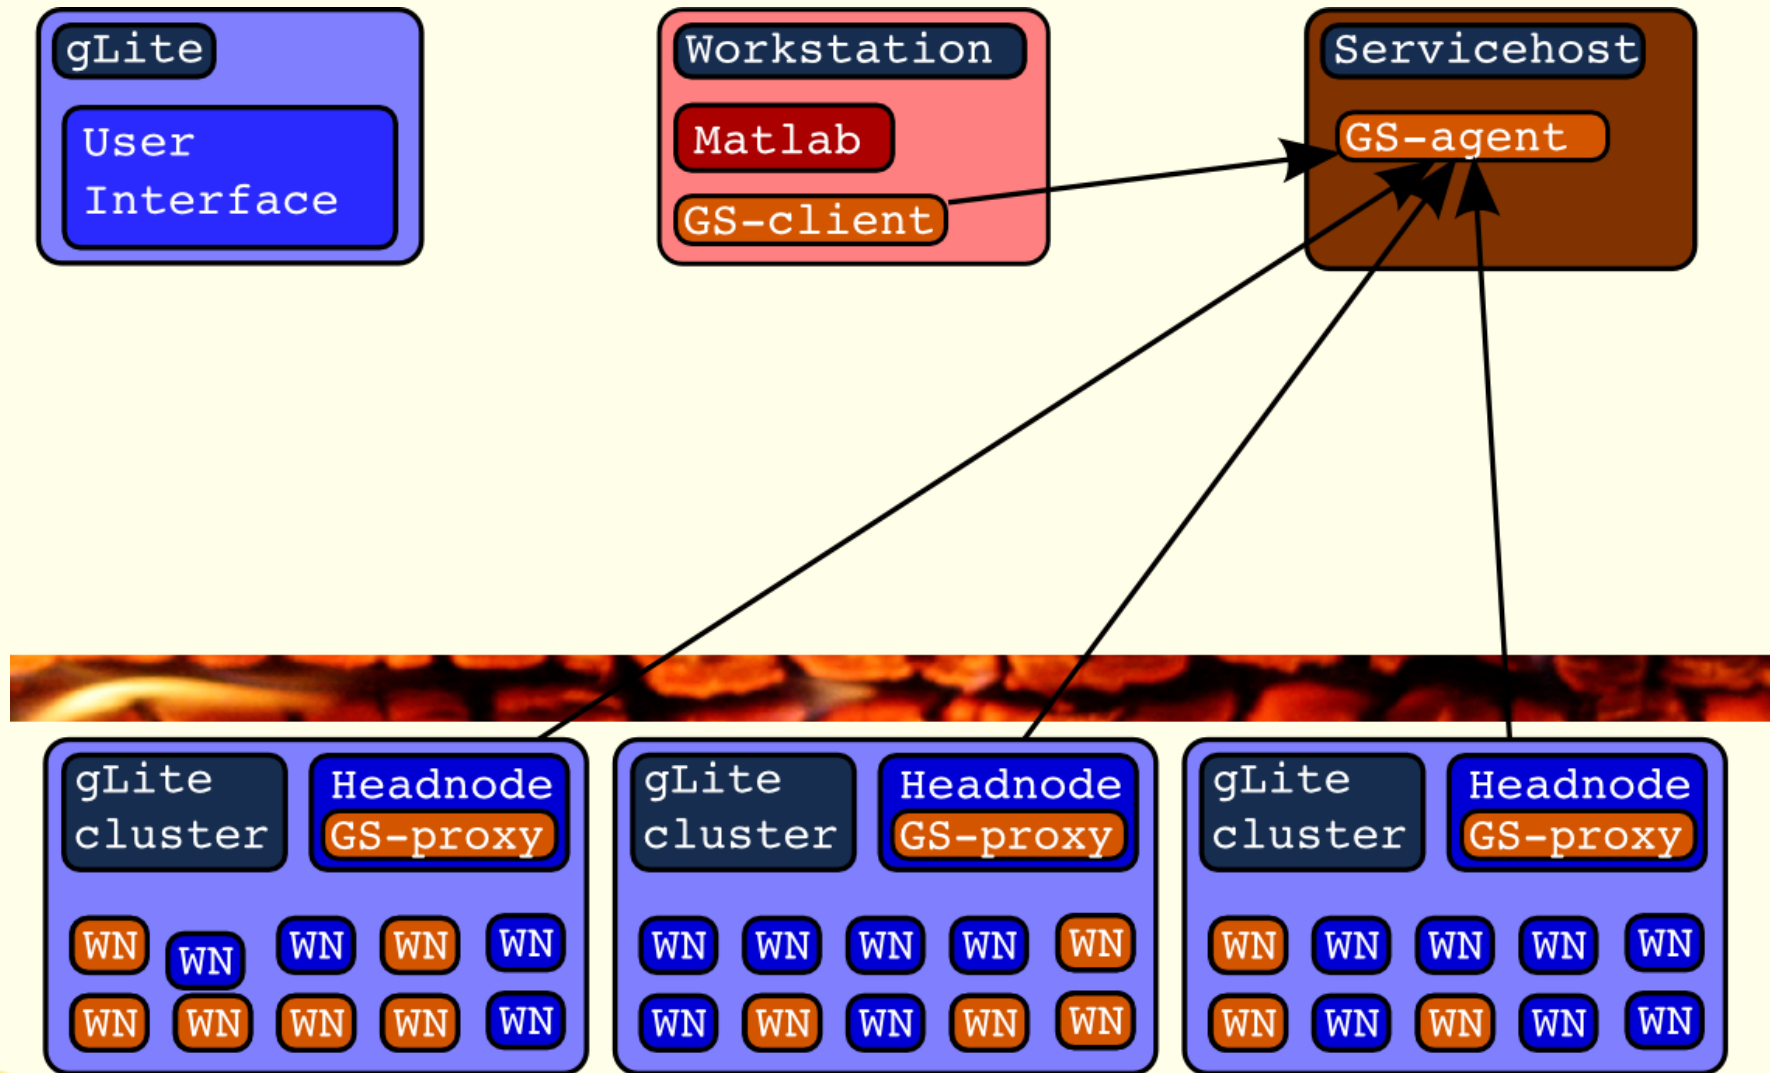 gLite
User
Interface
Workstation
Matlab
GS-client
Servicehost
GS-agent
gLite
cluster
Headnode
GS-proxy
WN WN WN WN WN
WN WN WN WN WN
gLite
cluster
Headnode
GS-proxy
WN WN WN WN WN
WN WN WN WN WN
gLite
cluster
Headnode
GS-proxy
WN WN WN WN WN
WN WN WN WN WN